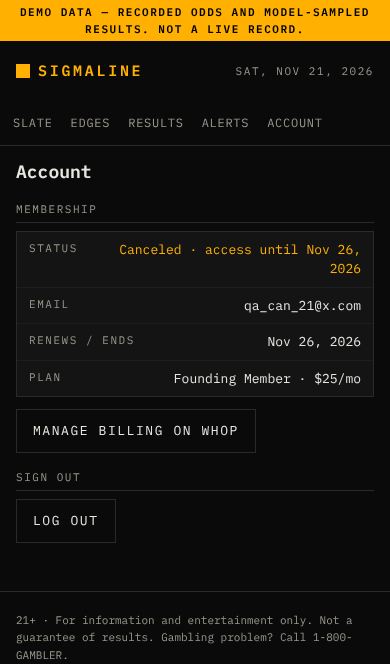 DEMO DATA — RECORDED ODDS AND MODEL-SAMPLED
RESULTS. NOT A LIVE RECORD.
SIGMALINE
SAT, NOV 21, 2026
SLATE EDGES RESULTS ALERTS ACCOUNT
Account
MEMBERSHIP
STATUS Canceled · access until Nov 26,
2026
EMAIL qa_can_21@x.com
RENEWS / ENDS Nov 26, 2026
PLAN Founding Member · $25/mo
MANAGE BILLING ON WHOP
SIGN OUT
LOG OUT
21+ · For information and entertainment only. Not a
guarantee of results. Gambling problem? Call 1-800-
GAMBLER.